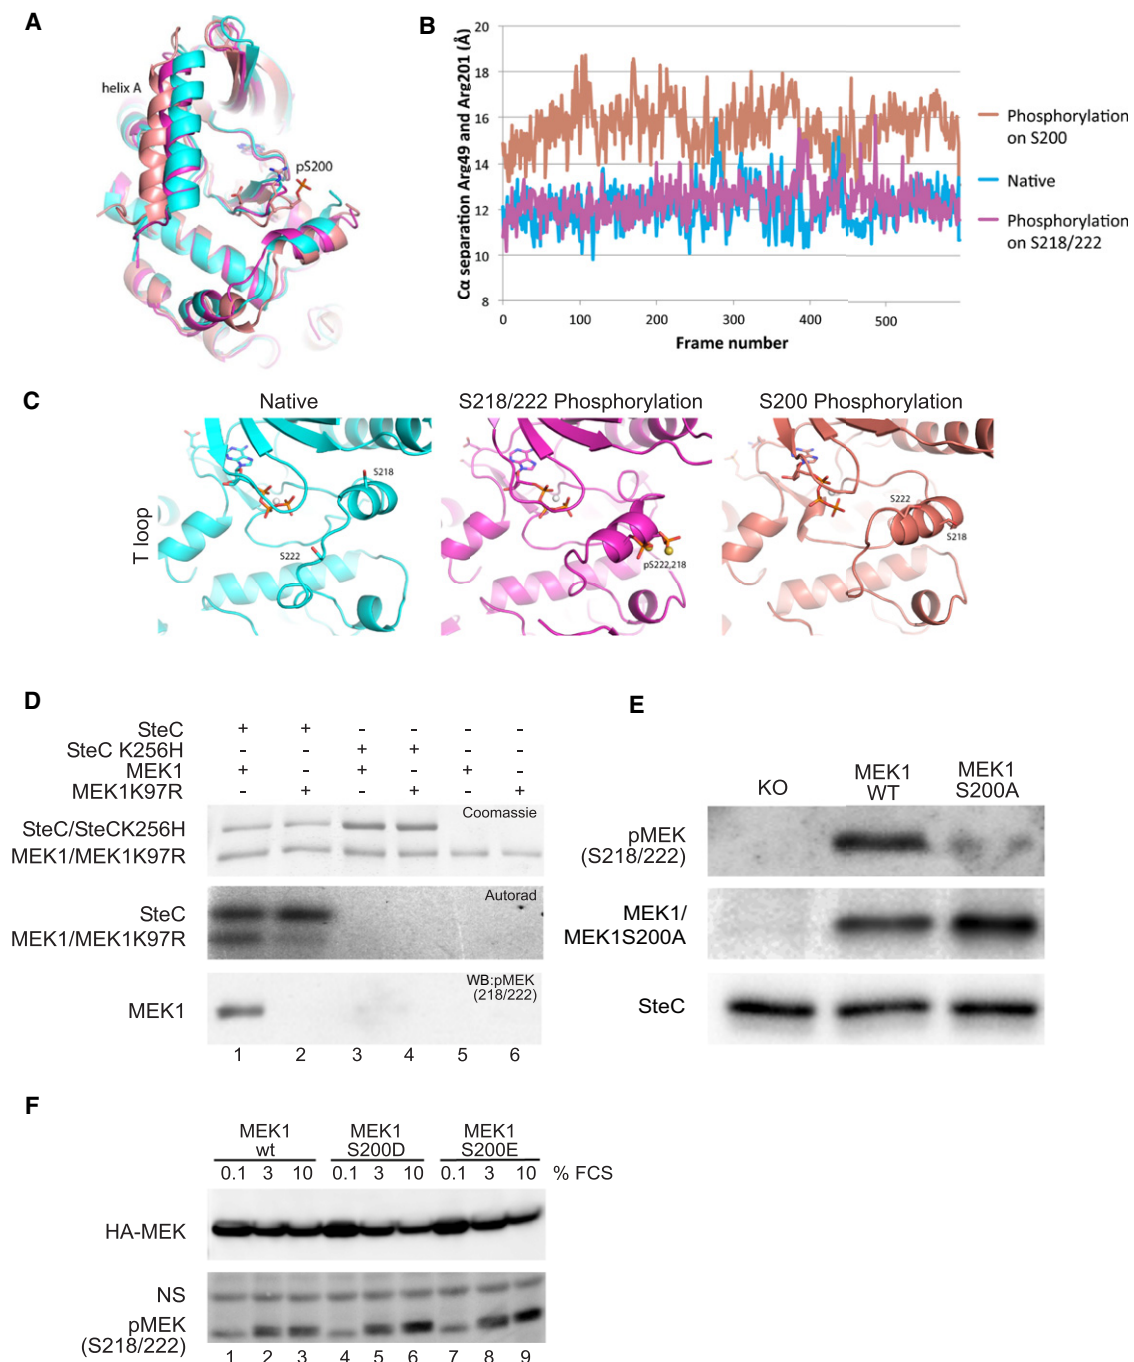 A
helix A
pS200
B
Cα separation Arg49 and Arg201 (Å)
20
18
16
14
12
10
8
0
100
200
300
400
500
Frame number
Phosphorylation
on S200
Native
Phosphorylation
on S218/222
C
Native
S218/222 Phosphorylation
S200 Phosphorylation
T loop
S218
S222
pS222,218
S222
S218
D
SteC + + - - - -
SteC K256H - - + + - -
MEK1 + - + - + -
MEK1K97R - + - + - +
Coomassie
SteC/SteCK256H
MEK1/MEK1K97R
Autorad
SteC
MEK1/MEK1K97R
WB:pMEK
(218/222)
MEK1
1 2 3 4 5 6
E
KO
MEK1
WT
MEK1
S200A
pMEK
(S218/222)
MEK1/
MEK1S200A
SteC
F
MEK1
wt
MEK1
S200D
MEK1
S200E
0.1 3 10 0.1 3 10 0.1 3 10 % FCS
HA-MEK
NS
pMEK
(S218/222)
1 2 3 4 5 6 7 8 9